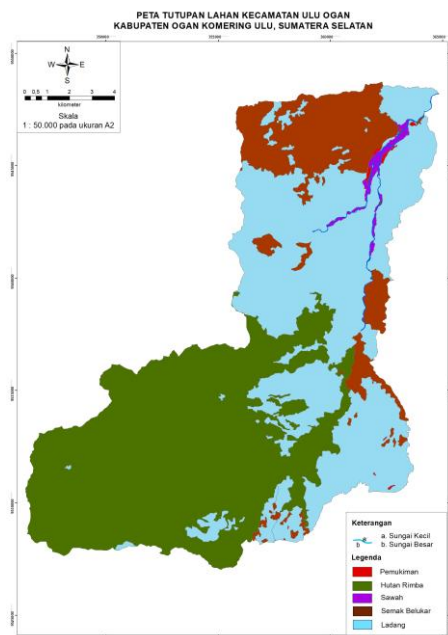 PETA TUTUPAN LAHAN KECAMATAN ULU OGAN
KABUPATEN OGAN KOMERING ULU, SUMATERA SELATAN
N
W E
S
0 0,5 1 2 3 4
kilometer
Skala
1 : 50.000 pada ukuran A2
Keterangan
a. Sungai Kecil
b. Sungai Besar
Legenda
Pemukiman
Hutan Rimba
Sawah
Semak Belukar
Ladang